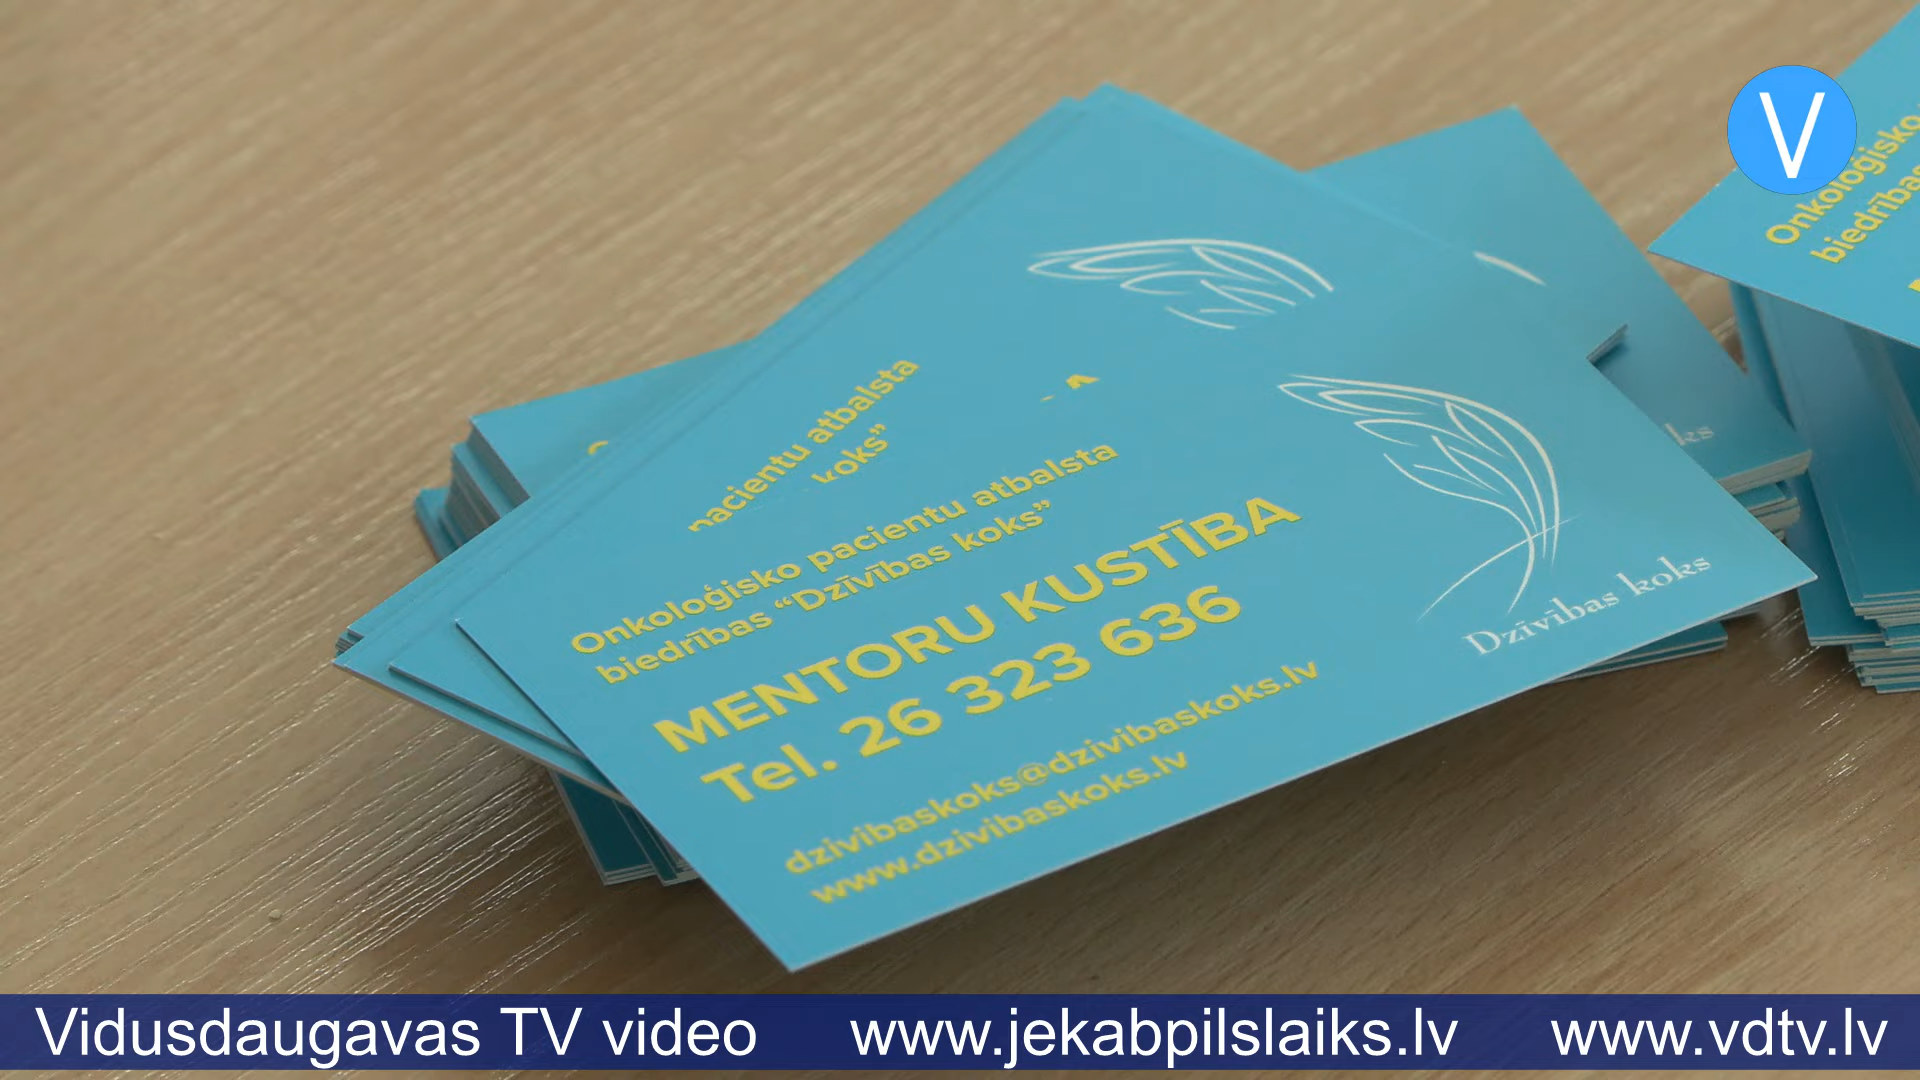 V
Onkoloģisko
biedrības
pacientu atbalsta
koks”
Onkoloģisko pacientu atbalsta
biedrības “Dzīvības koks”
MENTORU KUSTĪBA
Tel. 26 323 636
dzivibaskoks@dzivibaskoks.lv
www.dzivibaskoks.lv
Dzīvības koks
Vidusdaugavas TV video www.jekabpilslaiks.lv www.vdtv.lv